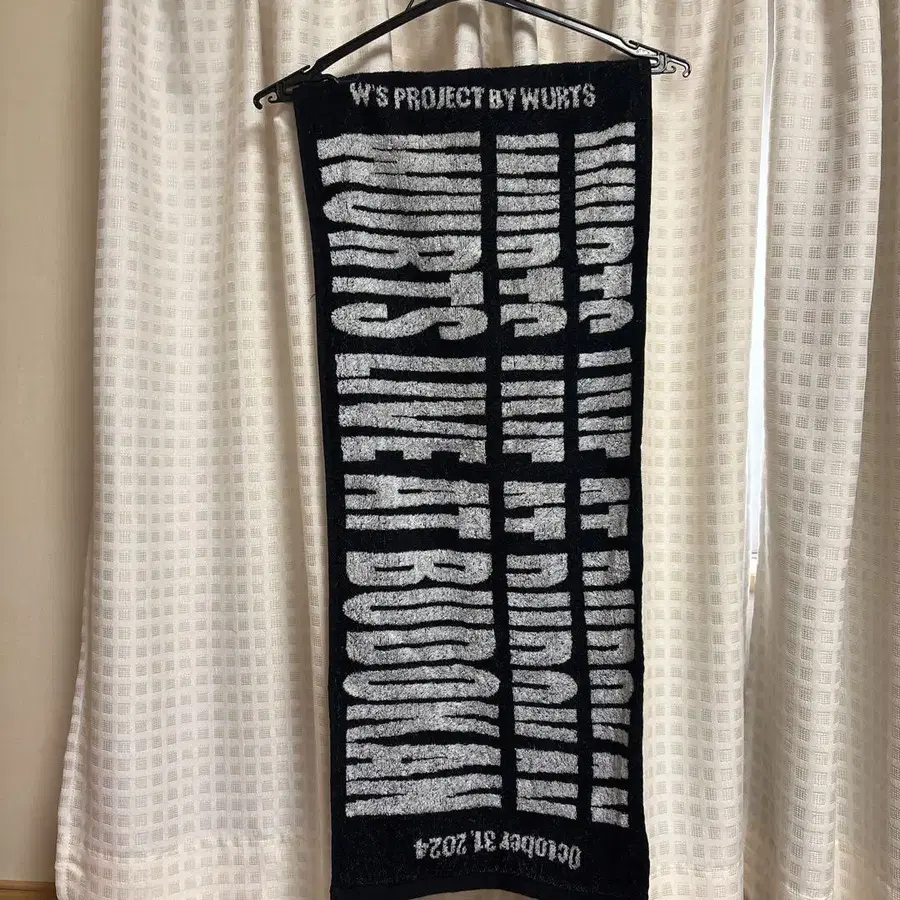 W'S PROJECT BY WURTS
WURTS LIVE AT BUDOKAN
WURTS LIVE AT BUDOKAN
WURTS LIVE AT BUDOKAN
October 31, 2024